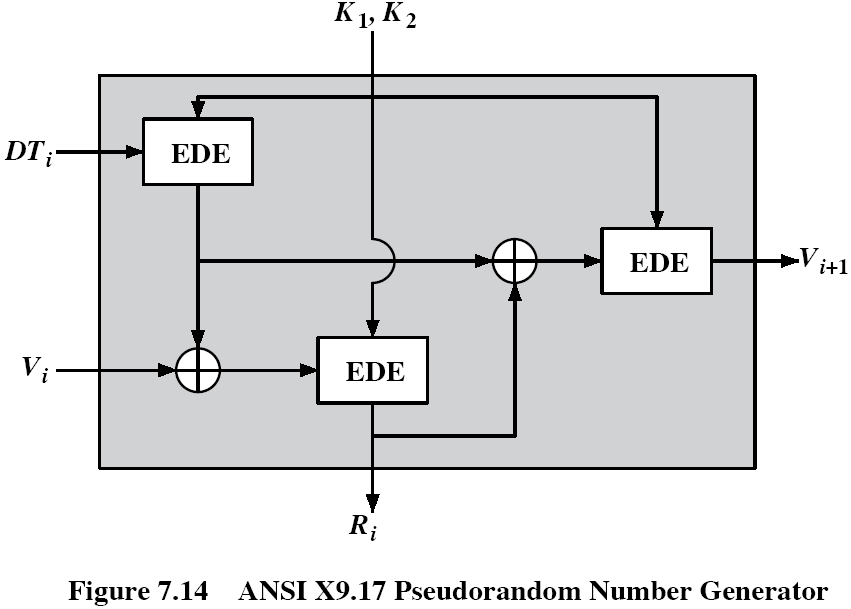 K1, K2
DTi
EDE
EDE
Vi+1
Vi
EDE
Ri
Figure 7.14 ANSI X9.17 Pseudorandom Number Generator